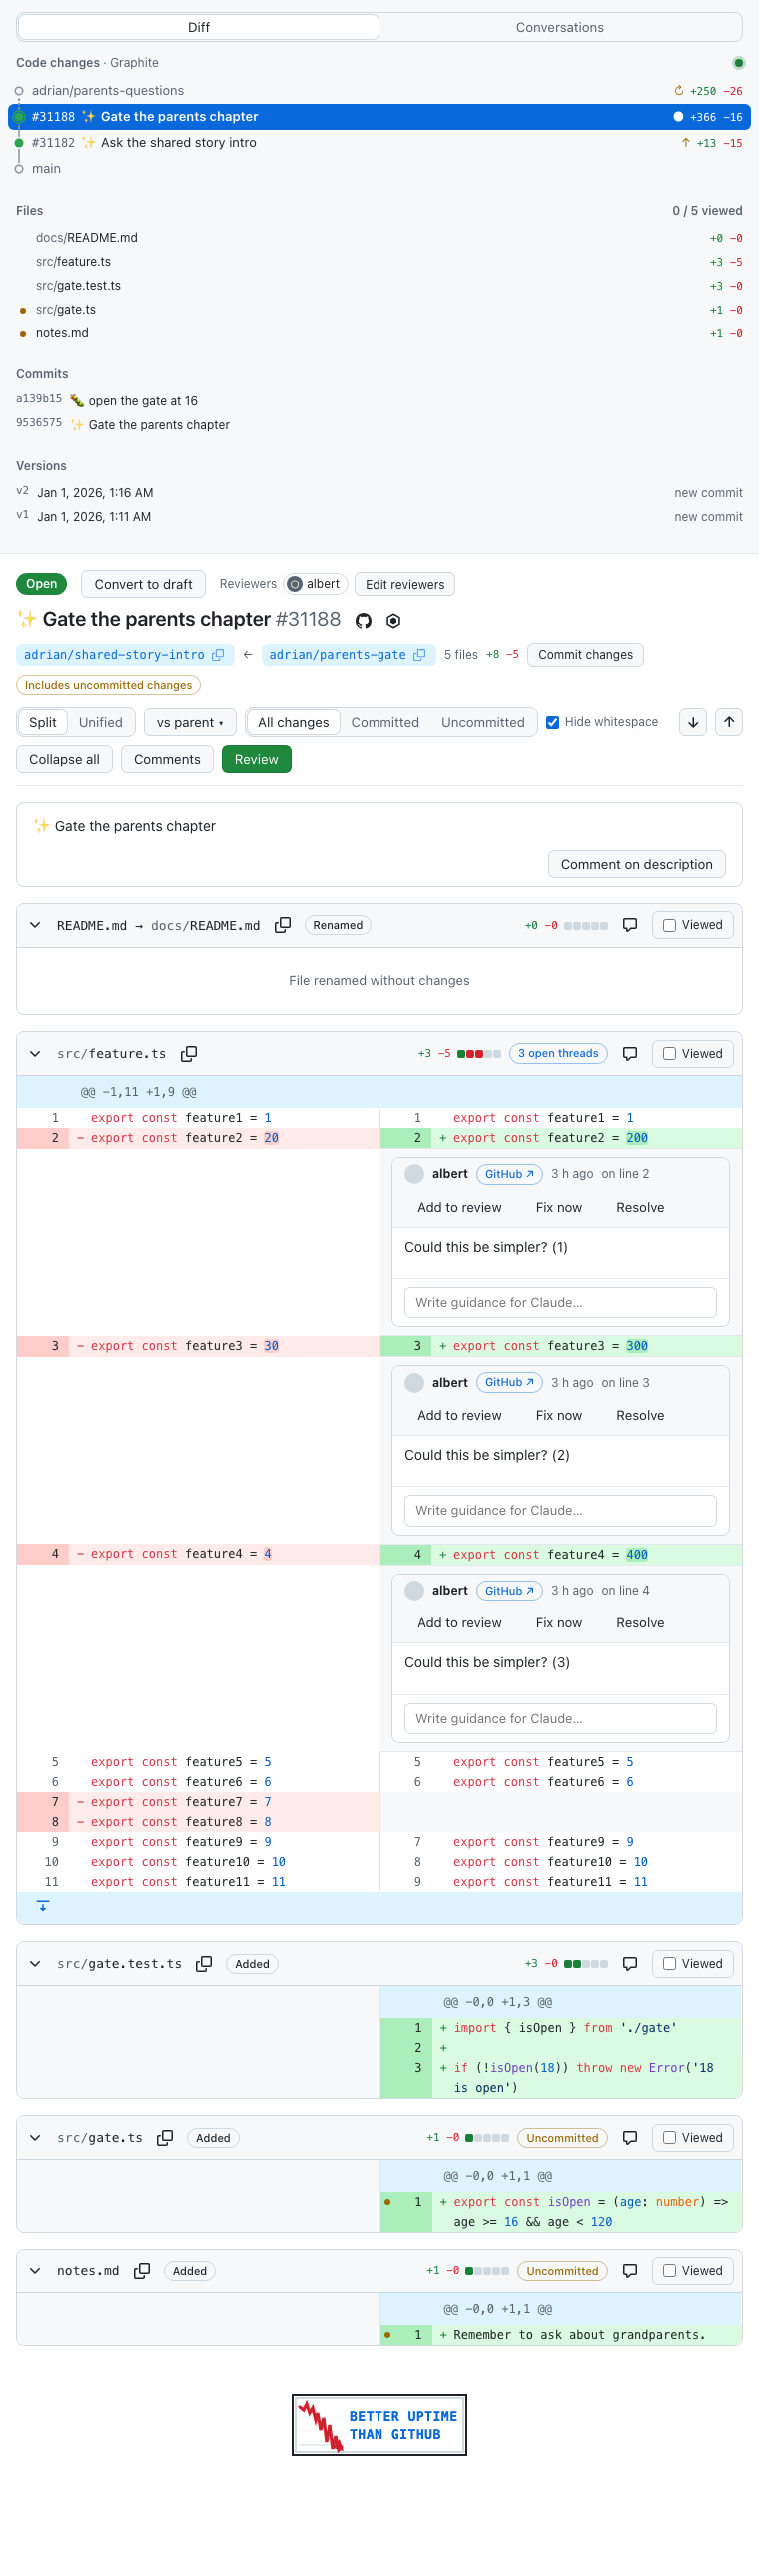 Diff
Conversations
Code changes · Graphite
adrian/parents-questions
↻ +250 −26
#31188 ✨ Gate the parents chapter
+366 −16
#31182 ✨ Ask the shared story intro
↑ +13 −15
main
Files
0 / 5 viewed
docs/README.md
+0 −0
src/feature.ts
+3 −5
src/gate.test.ts
+3 −0
src/gate.ts
+1 −0
notes.md
+1 −0
Commits
a139b15 🐛 open the gate at 16
9536575 ✨ Gate the parents chapter
Versions
v2 Jan 1, 2026, 1:16 AM
new commit
v1 Jan 1, 2026, 1:11 AM
new commit
Open
Convert to draft
Reviewers
albert
Edit reviewers
✨ Gate the parents chapter #31188
adrian/shared-story-intro
←
adrian/parents-gate
5 files +8 −5
Commit changes
Includes uncommitted changes
Split
Unified
vs parent ▾
All changes
Committed
Uncommitted
Hide whitespace
↓
↑
Collapse all
Comments
Review
✨ Gate the parents chapter
Comment on description
README.md → docs/README.md
Renamed
+0 −0
Viewed
File renamed without changes
src/feature.ts
+3 −5
3 open threads
Viewed
@@ −1,11 +1,9 @@
1 export const feature1 = 1
1 export const feature1 = 1
2 − export const feature2 = 20
2 + export const feature2 = 200
albert GitHub ↗ 3 h ago on line 2
Add to review
Fix now
Resolve
Could this be simpler? (1)
Write guidance for Claude…
3 − export const feature3 = 30
3 + export const feature3 = 300
albert GitHub ↗ 3 h ago on line 3
Add to review
Fix now
Resolve
Could this be simpler? (2)
Write guidance for Claude…
4 − export const feature4 = 4
4 + export const feature4 = 400
albert GitHub ↗ 3 h ago on line 4
Add to review
Fix now
Resolve
Could this be simpler? (3)
Write guidance for Claude…
5 export const feature5 = 5
5 export const feature5 = 5
6 export const feature6 = 6
6 export const feature6 = 6
7 − export const feature7 = 7
8 − export const feature8 = 8
9 export const feature9 = 9
7 export const feature9 = 9
10 export const feature10 = 10
8 export const feature10 = 10
11 export const feature11 = 11
9 export const feature11 = 11
src/gate.test.ts
Added
+3 −0
Viewed
@@ −0,0 +1,3 @@
1 + import { isOpen } from './gate'
2 +
3 + if (!isOpen(18)) throw new Error('18
is open')
src/gate.ts
Added
+1 −0
Uncommitted
Viewed
@@ −0,0 +1,1 @@
1 + export const isOpen = (age: number) =>
age >= 16 && age < 120
notes.md
Added
+1 −0
Uncommitted
Viewed
@@ −0,0 +1,1 @@
1 + Remember to ask about grandparents.
BETTER UPTIME
THAN GITHUB